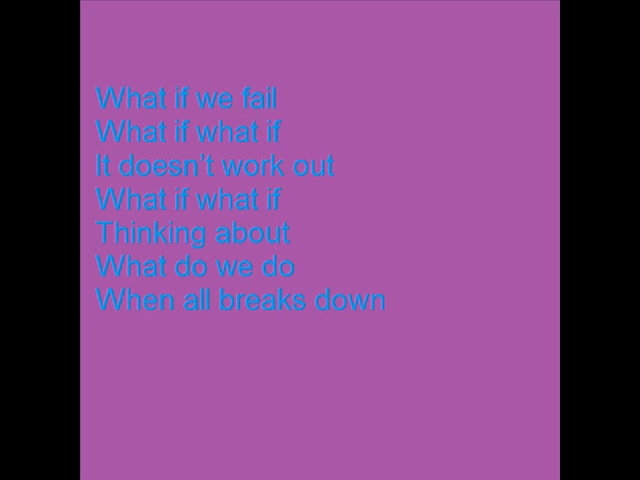 What if we fail
What if what if
It doesn't work out
What if what if
Thinking about
What do we do
When all breaks down